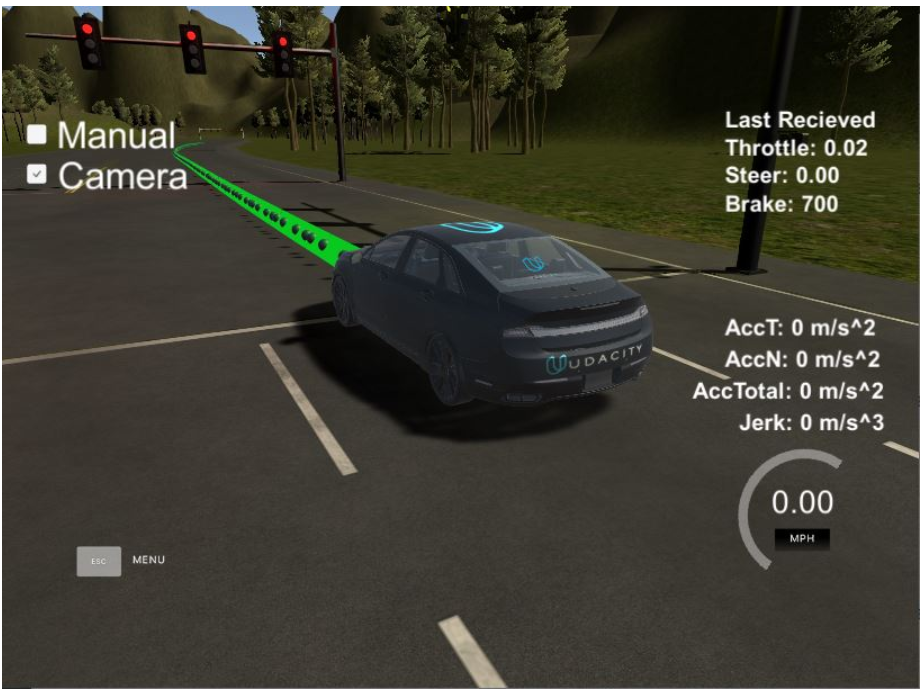 Manual
Camera
Last Recieved
Throttle: 0.02
Steer: 0.00
Brake: 700
AccT: 0 m/s^2
AccN: 0 m/s^2
AccTotal: 0 m/s^2
Jerk: 0 m/s^3
UDACITY
0.00
MPH
ESC MENU